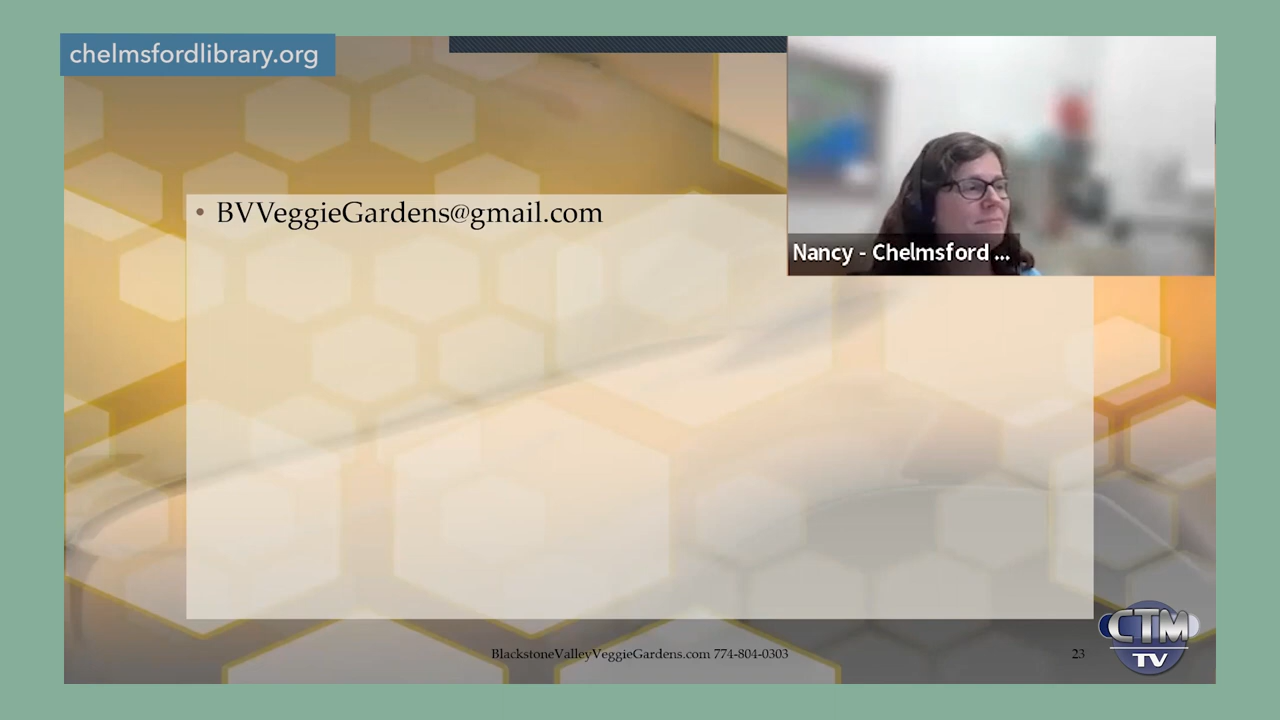 chelmsfordlibrary.org
• BVVeggieGardens@gmail.com
Nancy - Chelmsford ...
BlackstoneValleyVeggieGardens.com 774-804-0303
23
CTM
TV